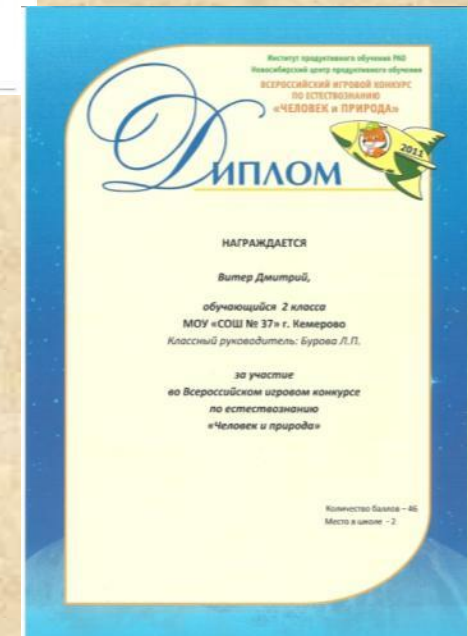 Институт продуктивного обучения РАО
Новосибирский центр продуктивного обучения
ВСЕРОССИЙСКИЙ ИГРОВОЙ КОНКУРС
ПО ЕСТЕСТВОЗНАНИЮ
«ЧЕЛОВЕК и ПРИРОДА»
2011
ДИПЛОМ
НАГРАЖДАЕТСЯ
Витер Дмитрий,
обучающийся 2 класса
МОУ «СОШ № 37» г. Кемерово
Классный руководитель: Бурова Л.П.
за участие
во Всероссийском игровом конкурсе
по естествознанию
«Человек и природа»
Количество баллов – 46
Место в школе - 2